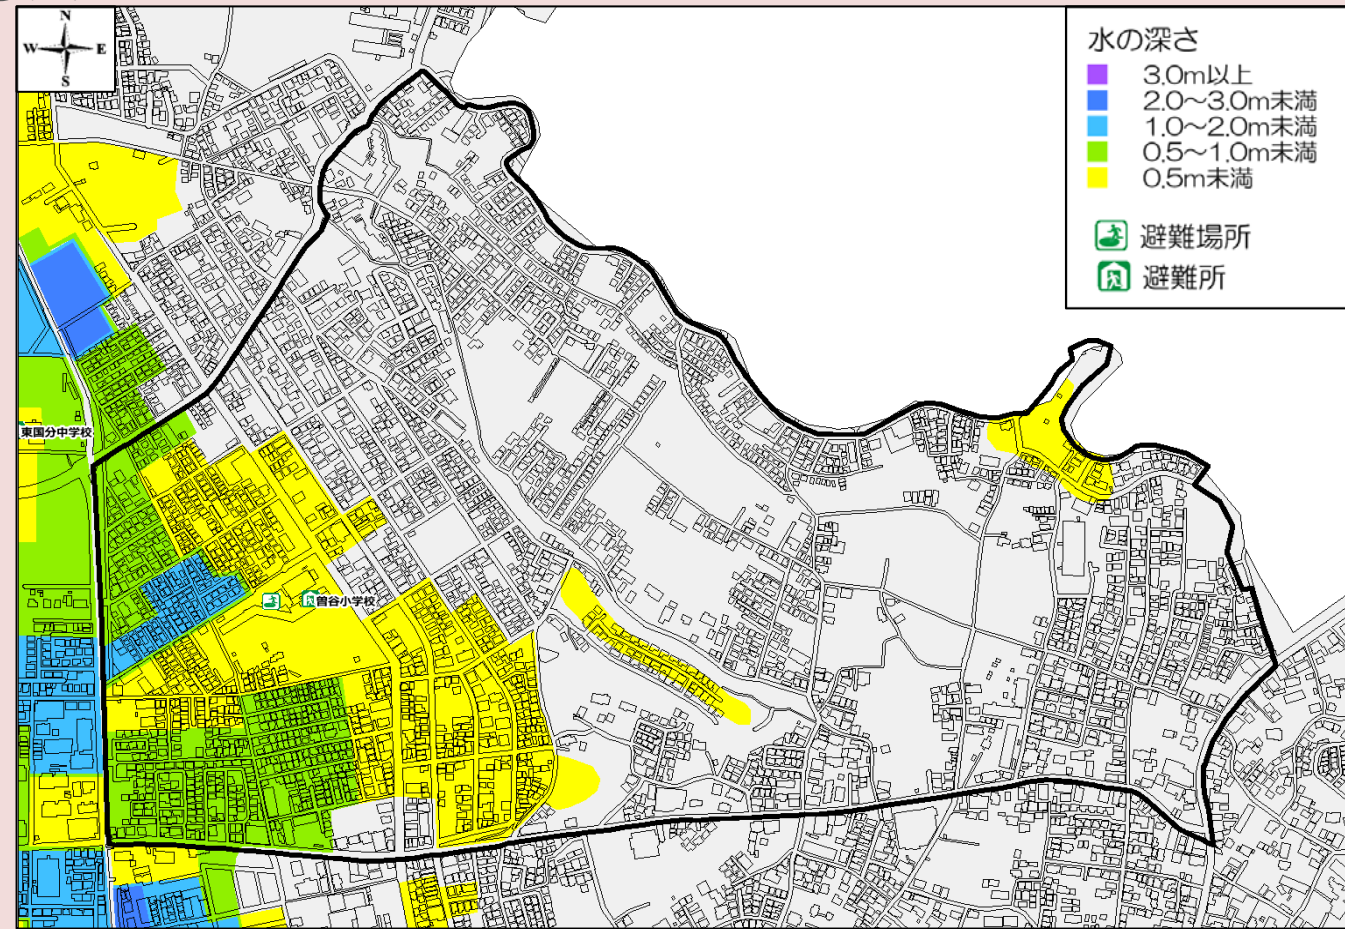 N
W E
S
水の深さ
3.0m以上
2.0～3.0m未満
1.0～2.0m未満
0.5～1.0m未満
0.5m未満
避難場所
避難所
東国分中学校
曽谷小学校